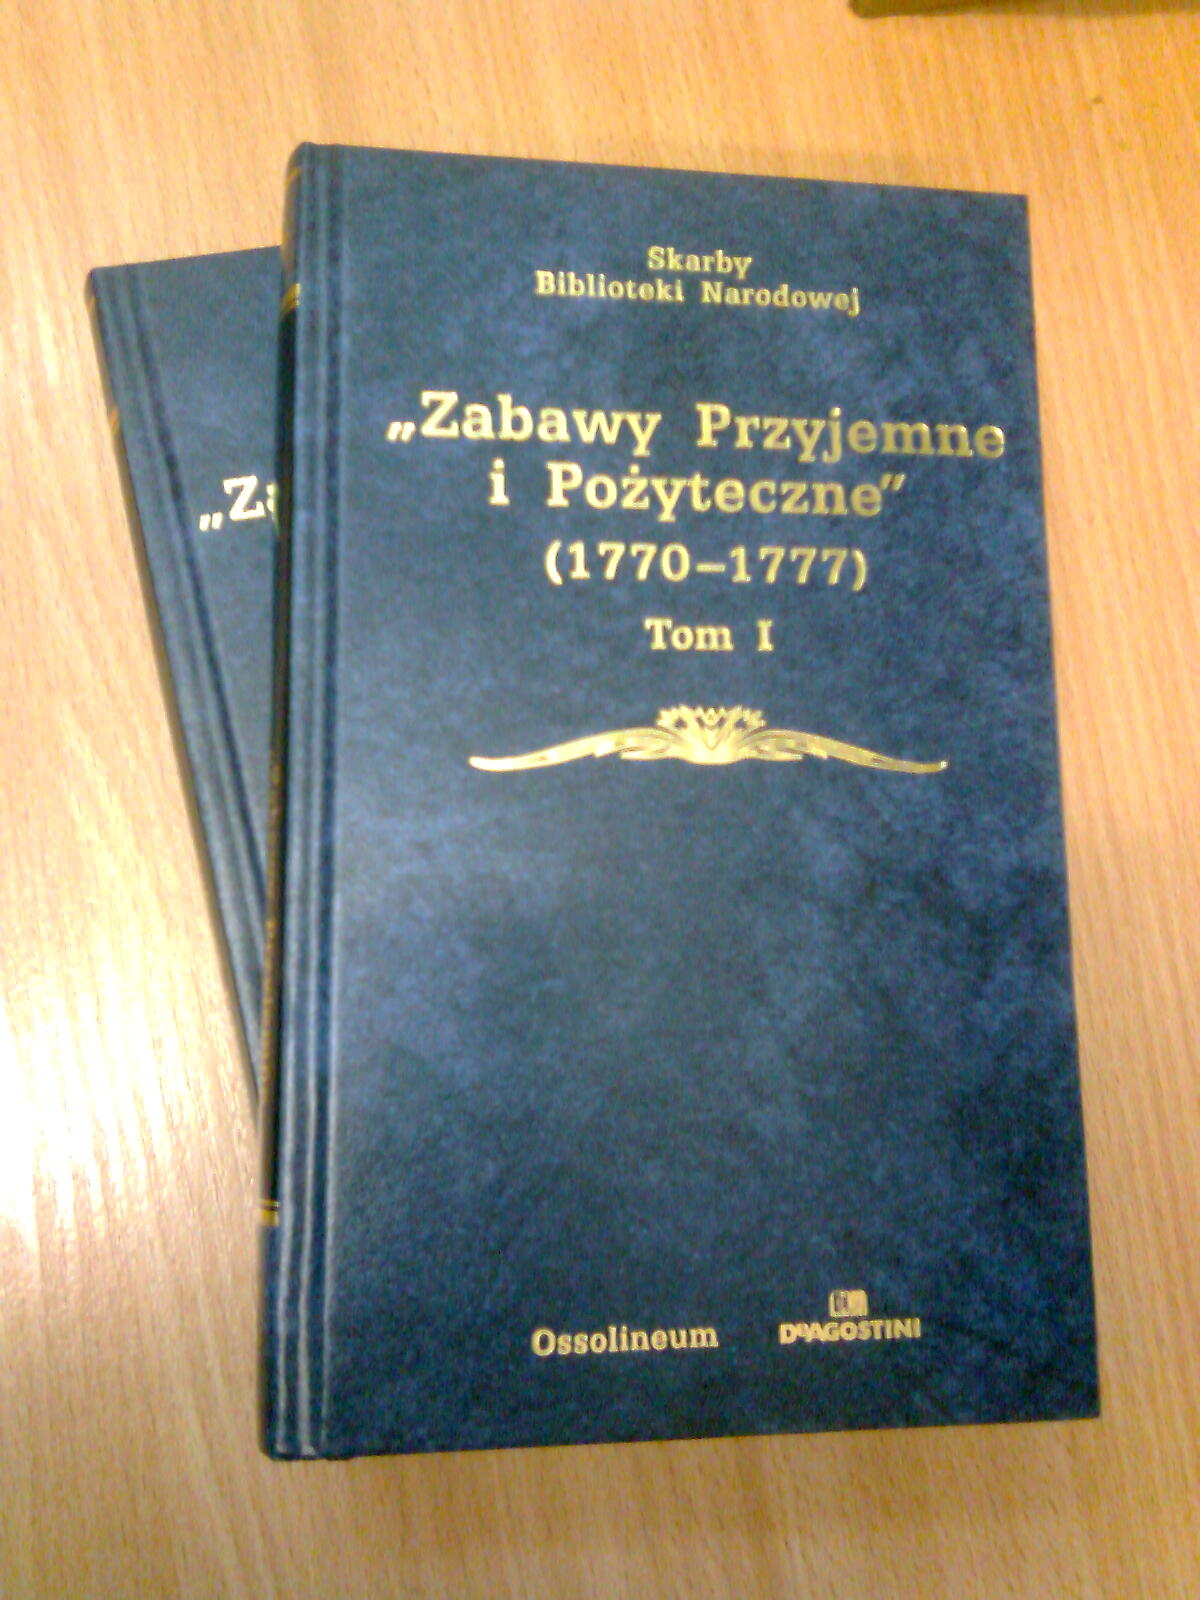 Skarby
Biblioteki Narodowej
„Zabawy Przyjemne
i Pożyteczne”
(1770–1777)
Tom I
Ossolineum
DeAGOSTINI
„Za